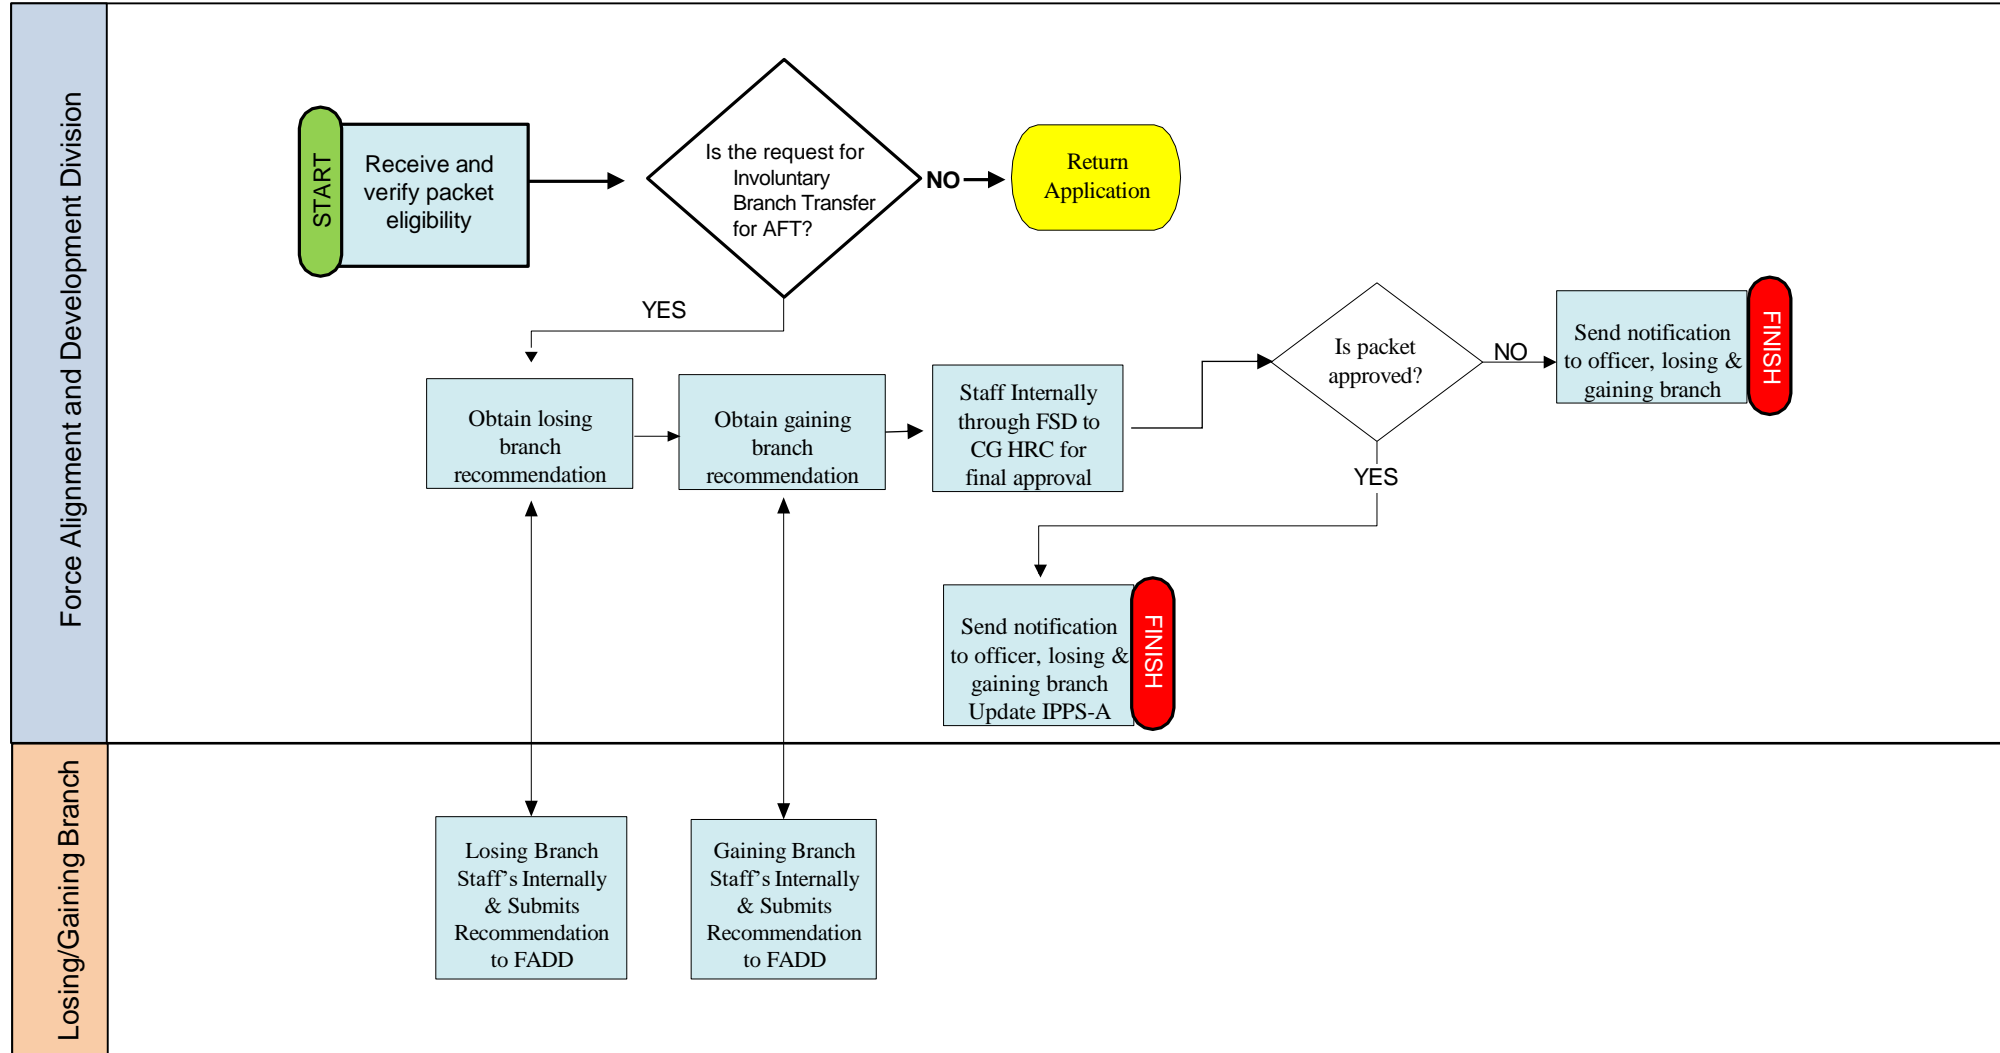 Force Alignment and Development Division
START
Receive and
verify packet
eligibility
Is the request for
Involuntary
Branch Transfer
for AFT?
NO
Return
Application
YES
Obtain losing
branch
recommendation
Obtain gaining
branch
recommendation
Staff Internally
through FSD to
CG HRC for
final approval
Is packet
approved?
NO
Send notification
to officer, losing &
gaining branch
FINISH
YES
Send notification
to officer, losing &
gaining branch
Update IPPS-A
FINISH
Losing/Gaining Branch
Losing Branch
Staff’s Internally
& Submits
Recommendation
to FADD
Gaining Branch
Staff’s Internally
& Submits
Recommendation
to FADD